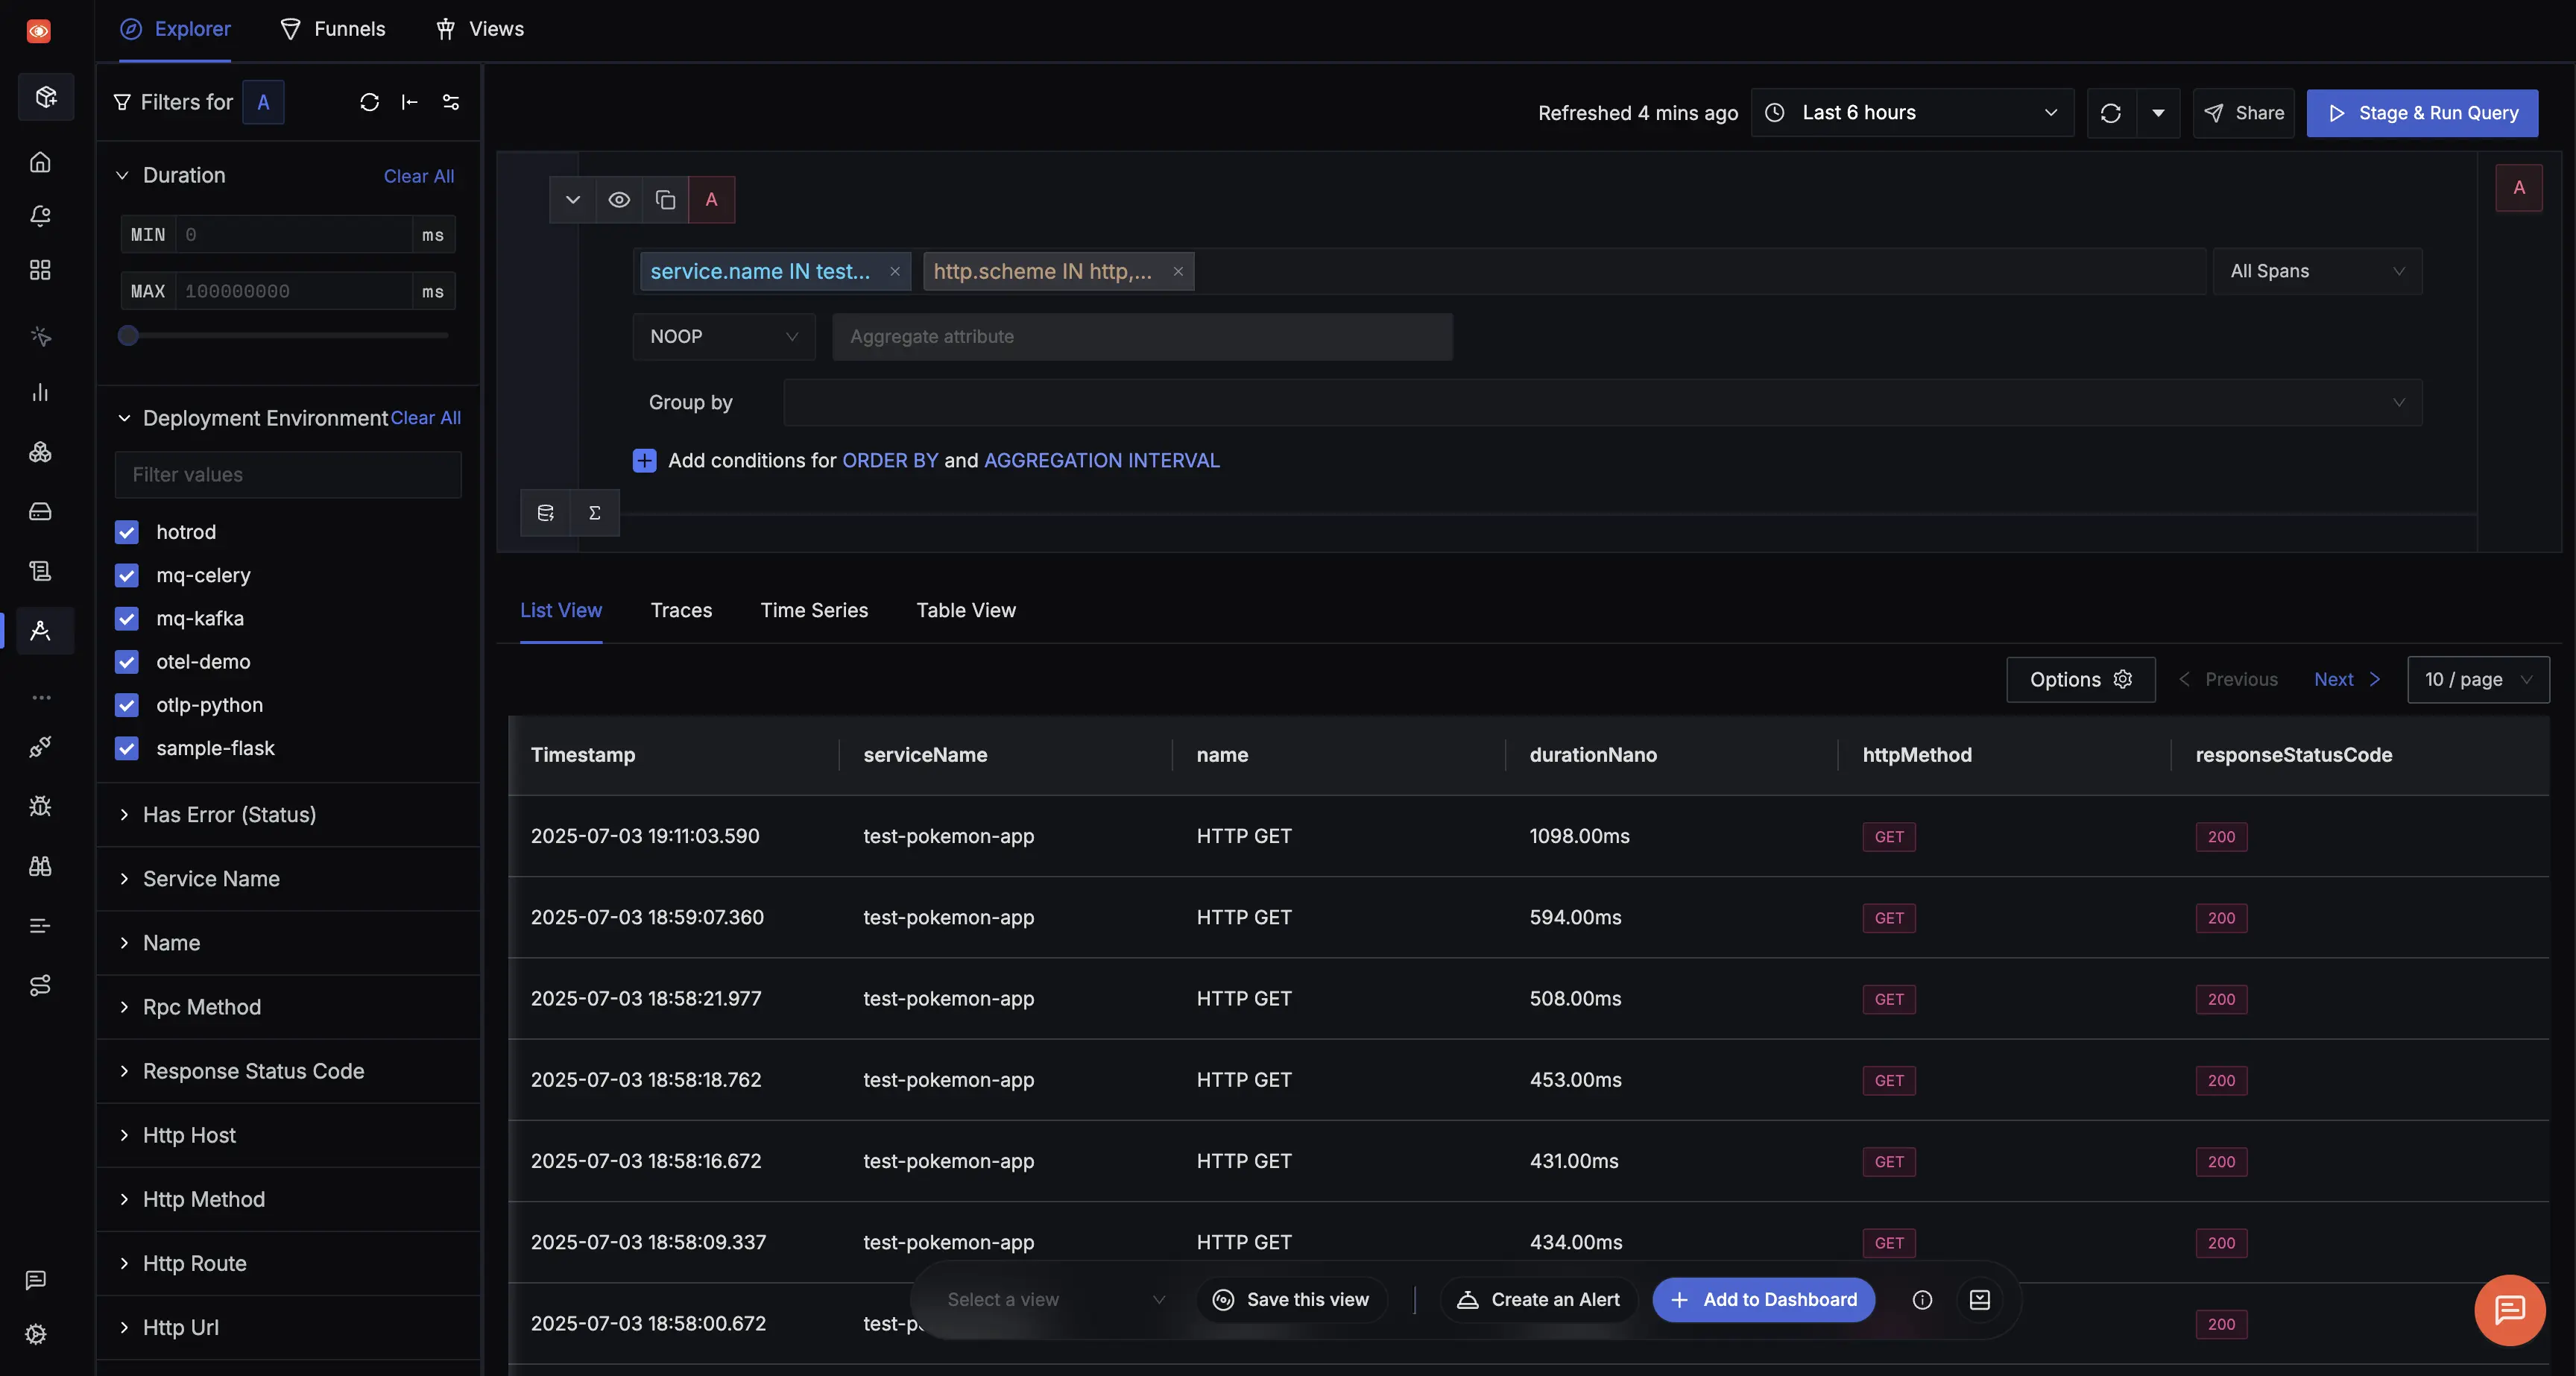 Explorer
Funnels
Views
Filters for A
Refreshed 4 mins ago
Last 6 hours
Share
Stage & Run Query
Duration
Clear All
MIN 0 ms
MAX 100000000 ms
Deployment Environment
Clear All
Filter values
hotrod
mq-celery
mq-kafka
otel-demo
otlp-python
sample-flask
Has Error (Status)
Service Name
Name
Rpc Method
Response Status Code
Http Host
Http Method
Http Route
Http Url
A
A
service.name IN test...
http.scheme IN http,...
All Spans
NOOP
Aggregate attribute
Group by
Add conditions for ORDER BY and AGGREGATION INTERVAL
List View
Traces
Time Series
Table View
Options
Previous
Next
10 / page
Timestamp serviceName name durationNano httpMethod responseStatusCode
2025-07-03 19:11:03.590 test-pokemon-app HTTP GET 1098.00ms GET 200
2025-07-03 18:59:07.360 test-pokemon-app HTTP GET 594.00ms GET 200
2025-07-03 18:58:21.977 test-pokemon-app HTTP GET 508.00ms GET 200
2025-07-03 18:58:18.762 test-pokemon-app HTTP GET 453.00ms GET 200
2025-07-03 18:58:16.672 test-pokemon-app HTTP GET 431.00ms GET 200
2025-07-03 18:58:09.337 test-pokemon-app HTTP GET 434.00ms GET 200
2025-07-03 18:58:00.672 200
Select a view
Save this view
Create an Alert
Add to Dashboard